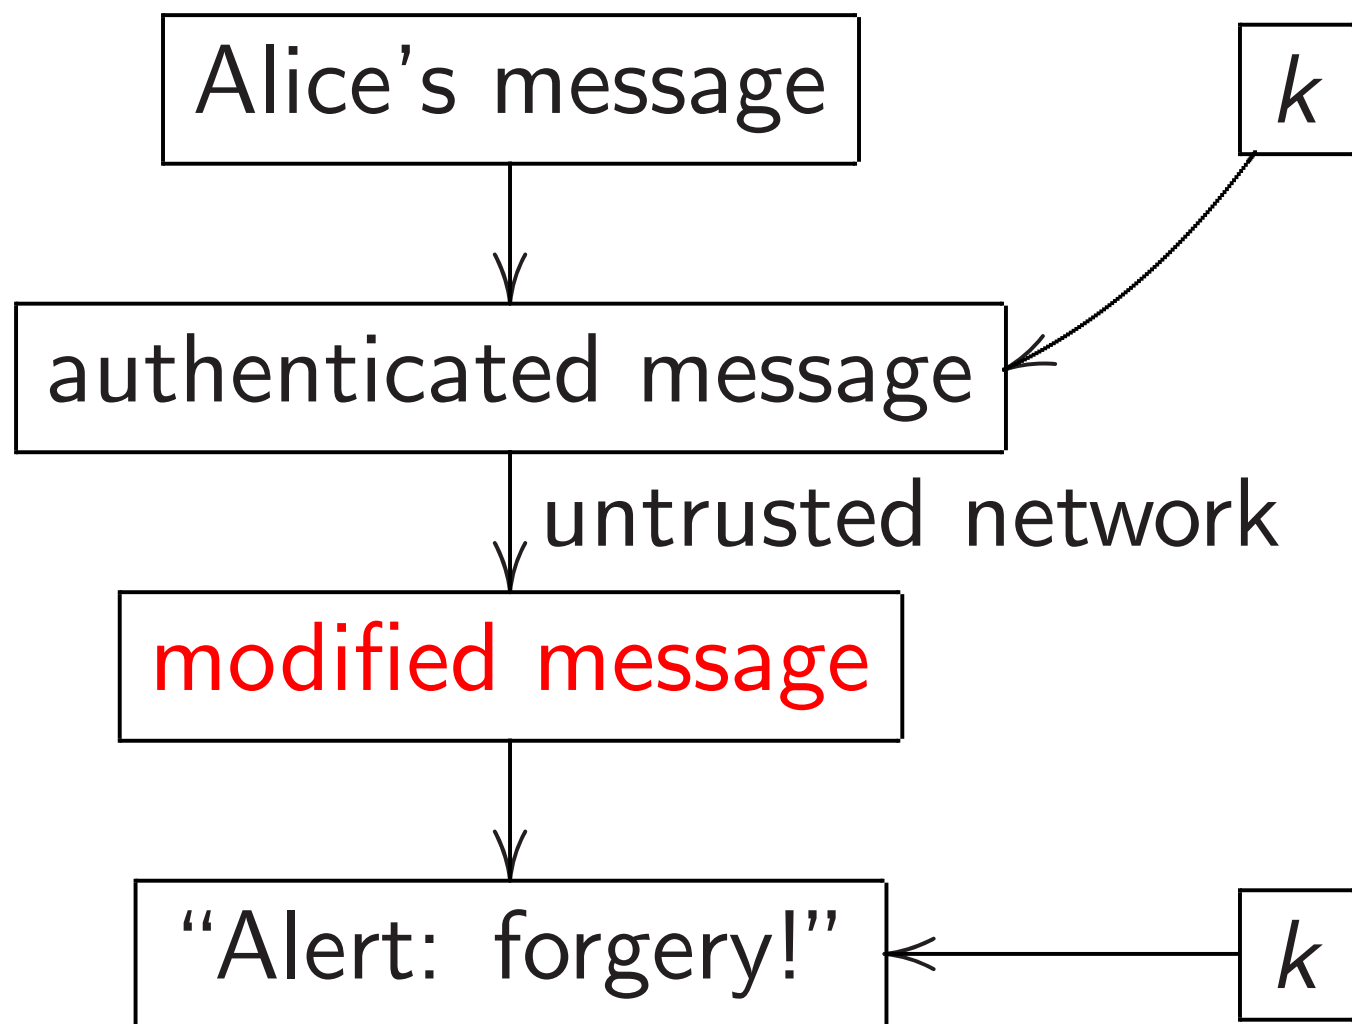 Alice’s message
k
authenticated message
untrusted network
modified message
“Alert: forgery!”
k